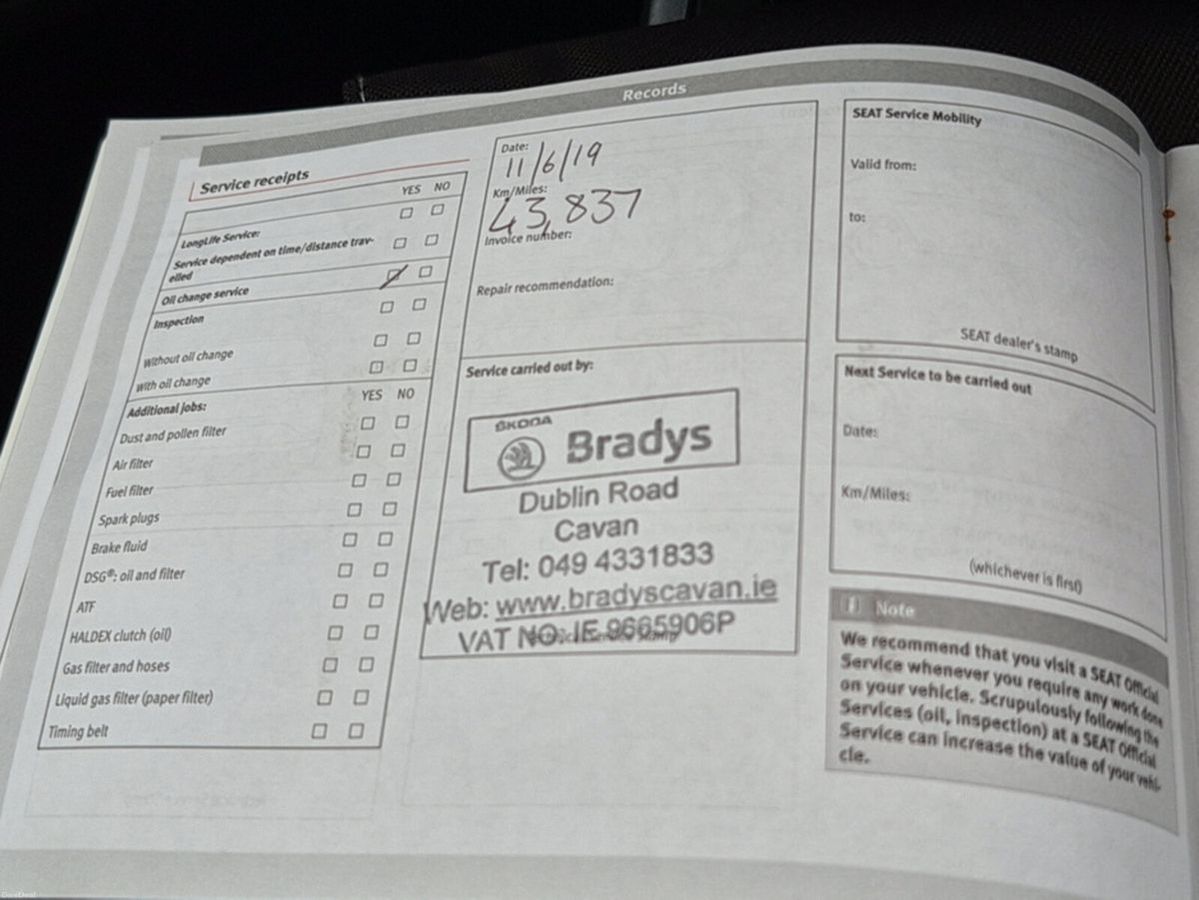 Records
Service receipts
YES NO
LongLife Service:
Service dependent on time/distance trav-
elled
Oil change service
Inspection
Without oil change
With oil change
Additional jobs:
YES NO
Dust and pollen filter
Air filter
Fuel filter
Spark plugs
Brake fluid
DSG®: oil and filter
ATF
HALDEX clutch (oil)
Gas filter and hoses
Liquid gas filter (paper filter)
Timing belt
Date:
11/6/19
Km/Miles:
43,837
Invoice number:
Repair recommendation:
Service carried out by:
ŠKODA
Bradys
Dublin Road
Cavan
Tel: 049 4331833
Web: www.bradyscavan.ie
VAT NO: IE 9665906P
SEAT Service Mobility
Valid from:
to:
SEAT dealer's stamp
Next Service to be carried out
Date:
Km/Miles:
(whichever is first)
Note
We recommend that you visit a SEAT Official
Service whenever you require any work done
on your vehicle. Scrupulously following the
Services (oil, inspection) at a SEAT Official
Service can increase the value of your vehi-
cle.